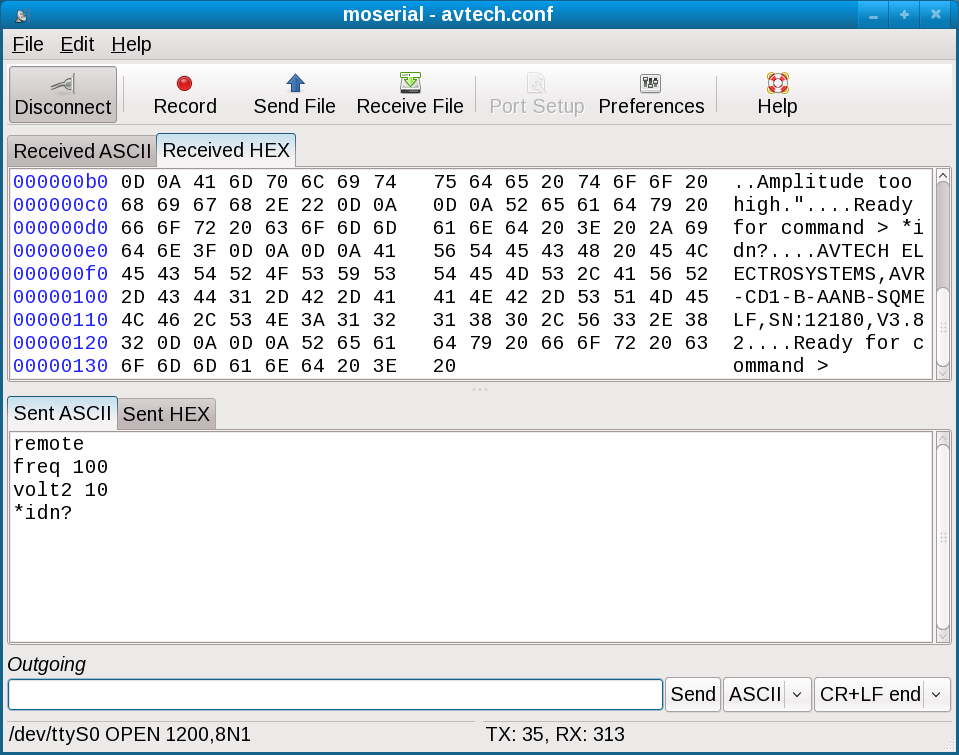 moserial - avtech.conf
File Edit Help
Disconnect Record Send File Receive File Port Setup Preferences Help
Received ASCII Received HEX
000000b0 0D 0A 41 6D 70 6C 69 74 75 64 65 20 74 6F 6F 20 ..Amplitude too
000000c0 68 69 67 68 2E 22 0D 0A 0D 0A 52 65 61 64 79 20 high."....Ready
000000d0 66 6F 72 20 63 6F 6D 6D 61 6E 64 20 3E 20 2A 69 for command > *i
000000e0 64 6E 3F 0D 0A 0D 0A 41 56 54 45 43 48 20 45 4C dn?....AVTECH EL
000000f0 45 43 54 52 4F 53 59 53 54 45 4D 53 2C 41 56 52 ECTROSYSTEMS,AVR
00000100 2D 43 44 31 2D 42 2D 41 41 4E 42 2D 53 51 4D 45 -CD1-B-AANB-SQME
00000110 4C 46 2C 53 4E 3A 31 32 31 38 30 2C 56 33 2E 38 LF,SN:12180,V3.8
00000120 32 0D 0A 0D 0A 52 65 61 64 79 20 66 6F 72 20 63 2....Ready for c
00000130 6F 6D 6D 61 6E 64 20 3E 20 ommand >
Sent ASCII Sent HEX
remote
freq 100
volt2 10
*idn?
Outgoing
Send ASCII CR+LF end
/dev/ttyS0 OPEN 1200,8N1 TX: 35, RX: 313